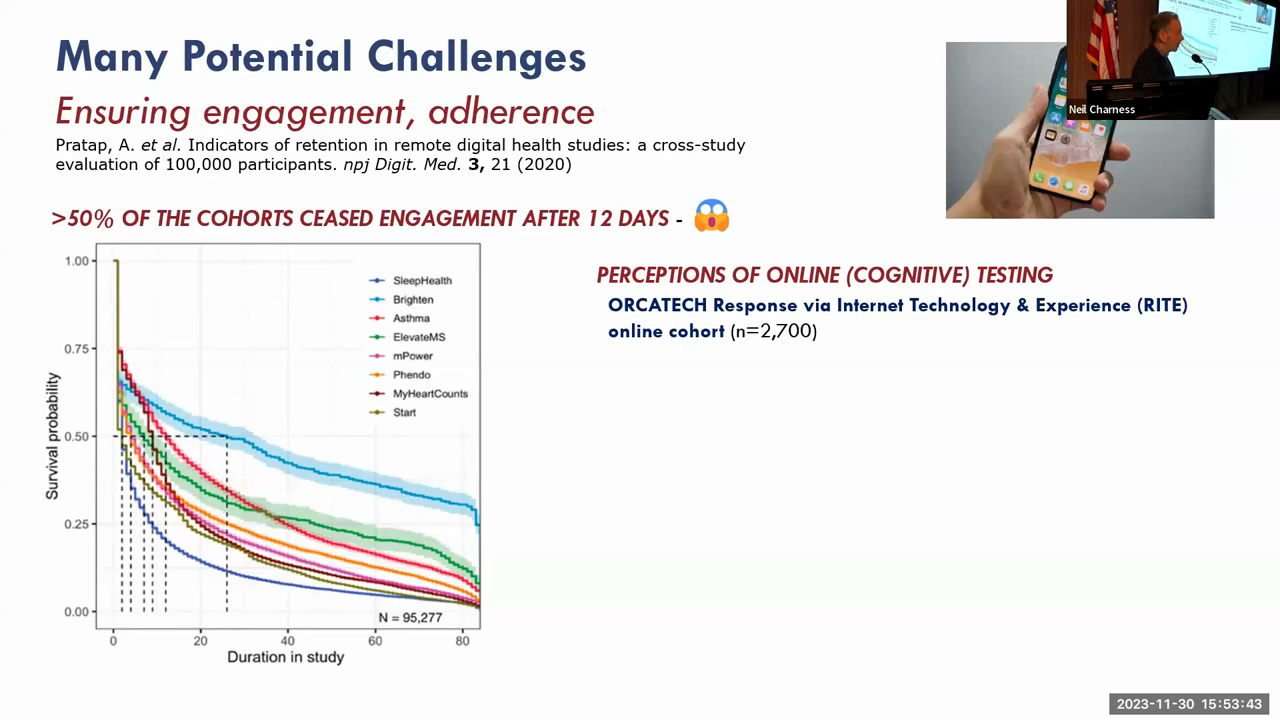 Many Potential Challenges
Ensuring engagement, adherence
Pratap, A. et al. Indicators of retention in remote digital health studies: a cross-study
evaluation of 100,000 participants. npj Digit. Med. 3, 21 (2020)
Neil Charness
>50% OF THE COHORTS CEASED ENGAGEMENT AFTER 12 DAYS -
Survival probability
1.00
0.75
0.50
0.25
0.00
SleepHealth
Brighten
Asthma
ElevateMS
mPower
Phendo
MyHeartCounts
Start
N = 95,277
0 20 40 60 80
Duration in study
PERCEPTIONS OF ONLINE (COGNITIVE) TESTING
ORCATECH Response via Internet Technology & Experience (RITE)
online cohort (n=2,700)
2023-11-30 15:53:43